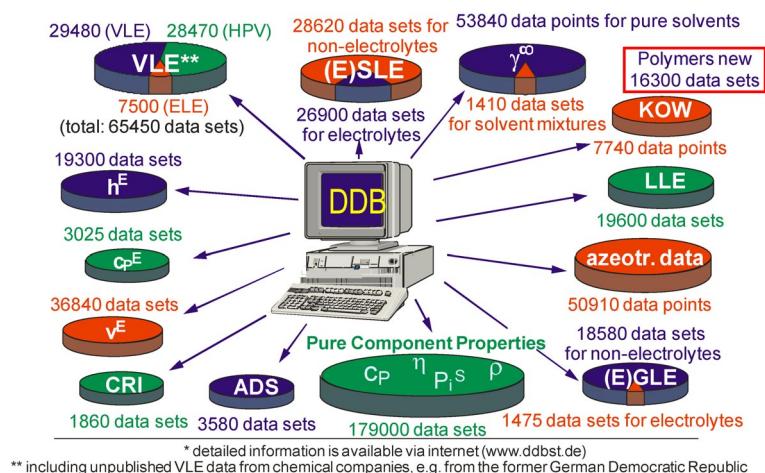 29480 (VLE) 28470 (HPV)
VLE**
7500 (ELE)
(total: 65450 data sets)
28620 data sets for
non-electrolytes
(E)SLE
26900 data sets
for electrolytes
53840 data points for pure solvents
γ∞
1410 data sets
for solvent mixtures
Polymers new
16300 data sets
KOW
7740 data points
19300 data sets
hE
DDB
LLE
19600 data sets
3025 data sets
cPE
azeotr. data
50910 data points
36840 data sets
vE
Pure Component Properties
cP η PiS ρ
179000 data sets
18580 data sets
for non-electrolytes
(E)GLE
1475 data sets for electrolytes
CRI
1860 data sets
ADS
3580 data sets
* detailed information is available via internet (www.ddbst.de)
** including unpublished VLE data from chemical companies, e.g. from the former German Democratic Republic